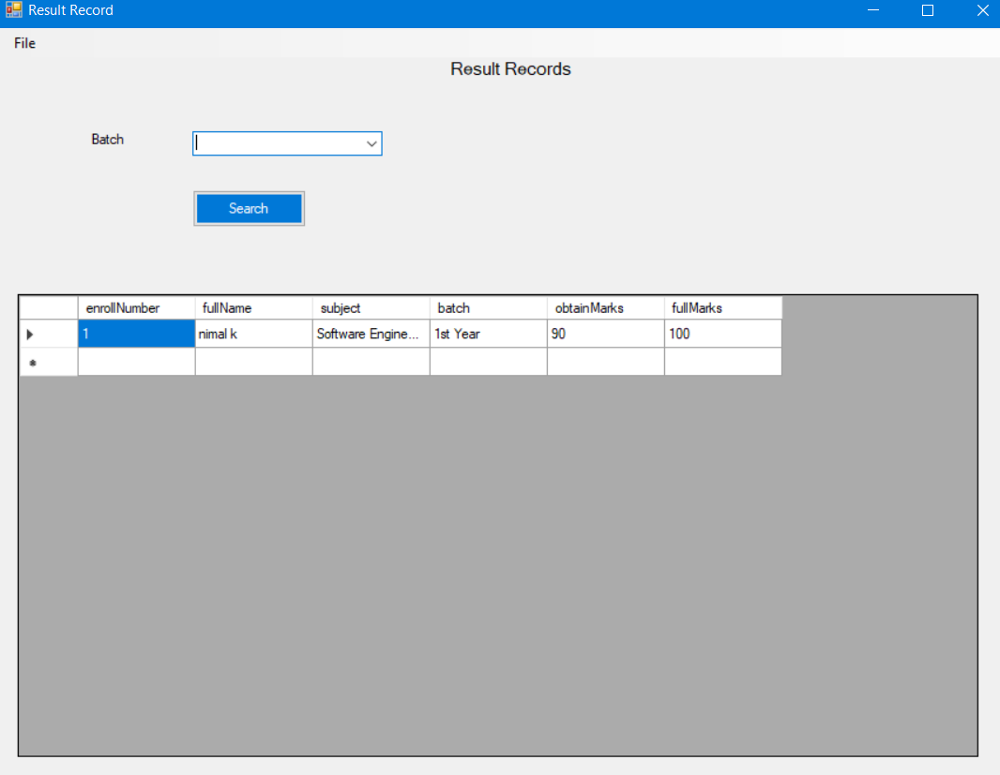 Result Record
File
Result Records
Batch
Search
enrollNumber fullName subject batch obtainMarks fullMarks
1 nimal k Software Engine... 1st Year 90 100